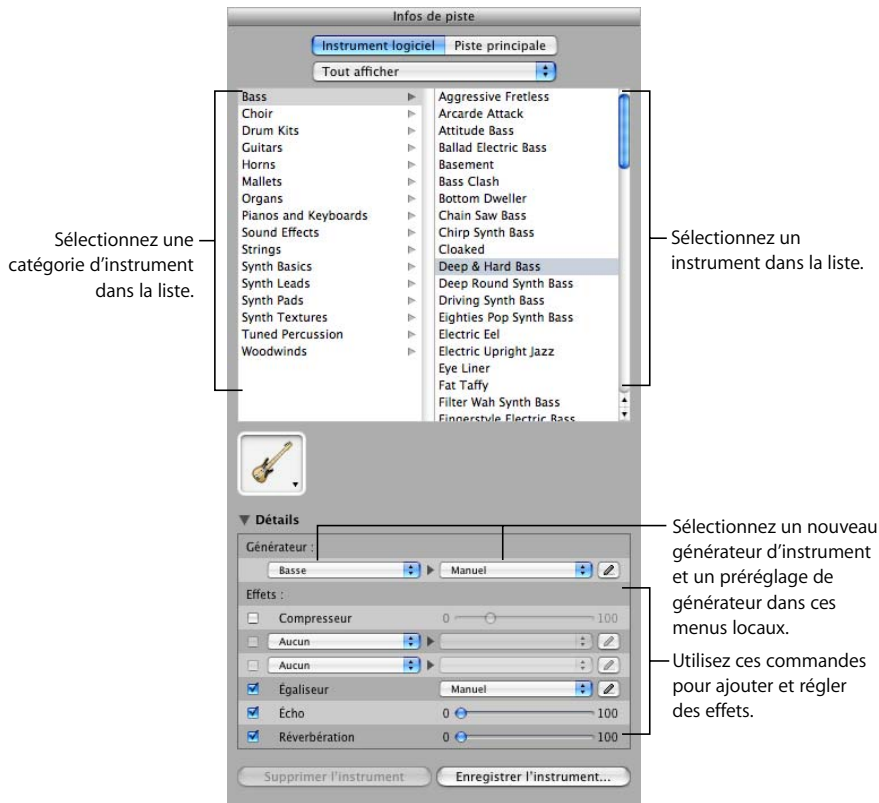 Infos de piste
Instrument logiciel Piste principale
Tout afficher
Bass
Choir
Drum Kits
Guitars
Horns
Mallets
Organs
Pianos and Keyboards
Sound Effects
Strings
Synth Basics
Synth Leads
Synth Pads
Synth Textures
Tuned Percussion
Woodwinds
Aggressive Fretless
Arcarde Attack
Attitude Bass
Ballad Electric Bass
Basement
Bass Clash
Bottom Dweller
Chain Saw Bass
Chirp Synth Bass
Cloaked
Deep & Hard Bass
Deep Round Synth Bass
Driving Synth Bass
Eighties Pop Synth Bass
Electric Eel
Electric Upright Jazz
Eye Liner
Fat Taffy
Filter Wah Synth Bass
Fingerstyle Electric Bass
Sélectionnez une
catégorie d'instrument
dans la liste.
Sélectionnez un
instrument dans la liste.
Détails
Générateur :
Basse Manuel
Effets :
Compresseur 0 100
Aucun
Aucun
Égaliseur Manuel
Écho 0 100
Réverbération 0 100
Supprimer l'instrument Enregistrer l'instrument...
Sélectionnez un nouveau
générateur d'instrument
et un préréglage de
générateur dans ces
menus locaux.
Utilisez ces commandes
pour ajouter et régler
des effets.